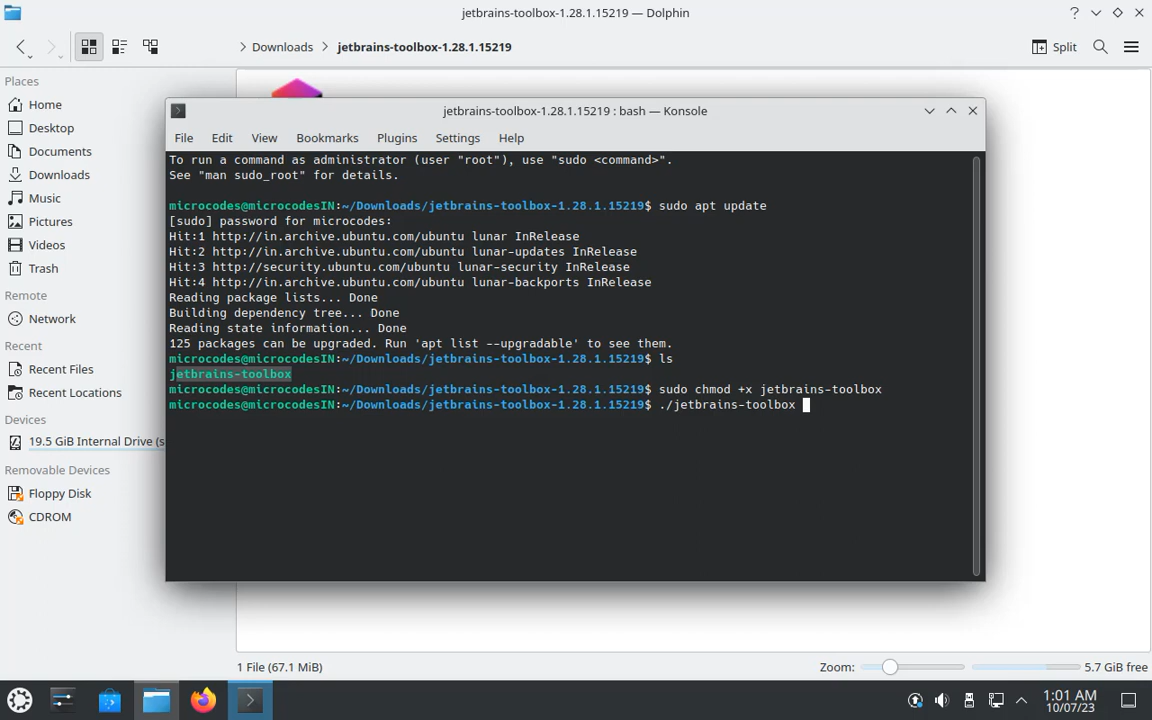 jetbrains-toolbox-1.28.1.15219 — Dolphin
Downloads
jetbrains-toolbox-1.28.1.15219
Split
Places
Home
Desktop
Documents
Downloads
Music
Pictures
Videos
Trash
Remote
Network
Recent
Recent Files
Recent Locations
Devices
19.5 GiB Internal Drive (s
Removable Devices
Floppy Disk
CDROM
jetbrains-toolbox-1.28.1.15219 : bash — Konsole
File Edit View Bookmarks Plugins Settings Help
To run a command as administrator (user "root"), use "sudo <command>".
See "man sudo_root" for details.
microcodes@microcodesIN:~/Downloads/jetbrains-toolbox-1.28.1.15219$ sudo apt update
[sudo] password for microcodes:
Hit:1 http://in.archive.ubuntu.com/ubuntu lunar InRelease
Hit:2 http://in.archive.ubuntu.com/ubuntu lunar-updates InRelease
Hit:3 http://security.ubuntu.com/ubuntu lunar-security InRelease
Hit:4 http://in.archive.ubuntu.com/ubuntu lunar-backports InRelease
Reading package lists... Done
Building dependency tree... Done
Reading state information... Done
125 packages can be upgraded. Run 'apt list --upgradable' to see them.
microcodes@microcodesIN:~/Downloads/jetbrains-toolbox-1.28.1.15219$ ls
jetbrains-toolbox
microcodes@microcodesIN:~/Downloads/jetbrains-toolbox-1.28.1.15219$ sudo chmod +x jetbrains-toolbox
microcodes@microcodesIN:~/Downloads/jetbrains-toolbox-1.28.1.15219$ ./jetbrains-toolbox
1 File (67.1 MiB)
Zoom:
5.7 GiB free
1:01 AM
10/07/23